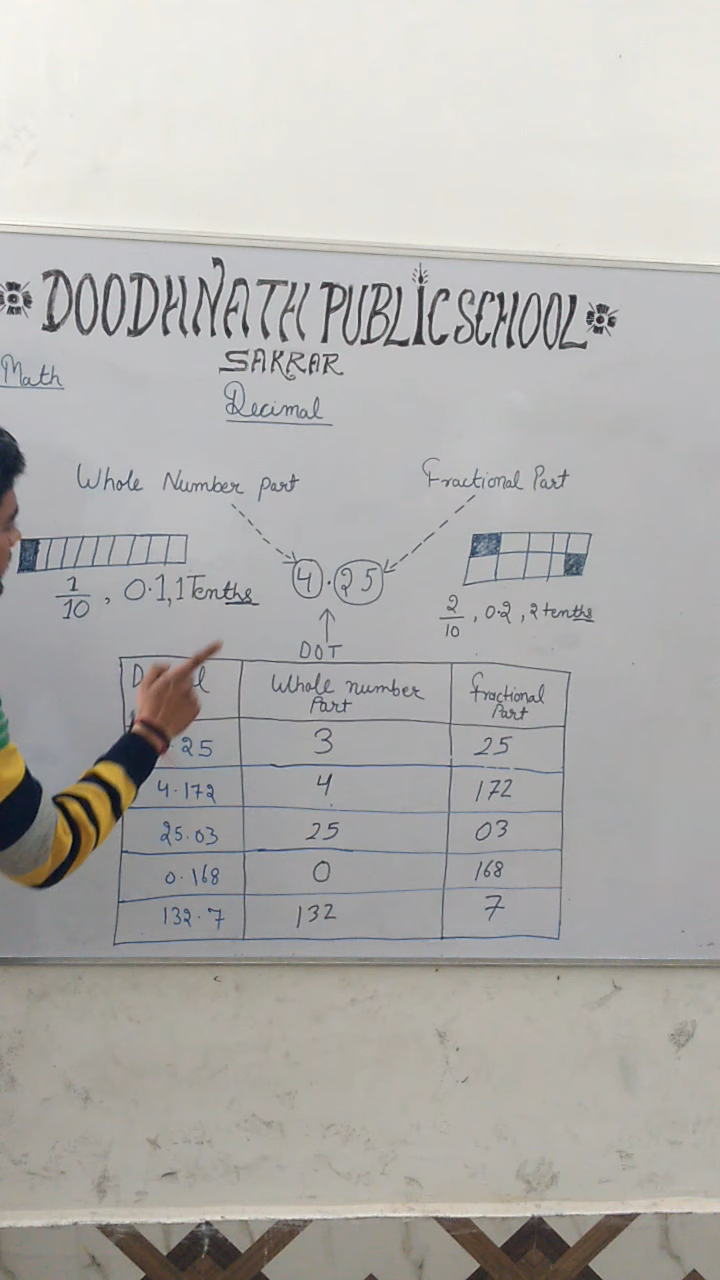 DOODHNATH PUBLIC SCHOOL
SAKRAR
Math
Decimal
Whole Number part
Fractional Part
4.25
1/10, 0.1, 1 Tenths
2/10, 0.2, 2 tenths
DOT
Whole number Part
fractional Part
25 3 25
4.172 4 172
25.03 25 03
0.168 0 168
132.7 132 7